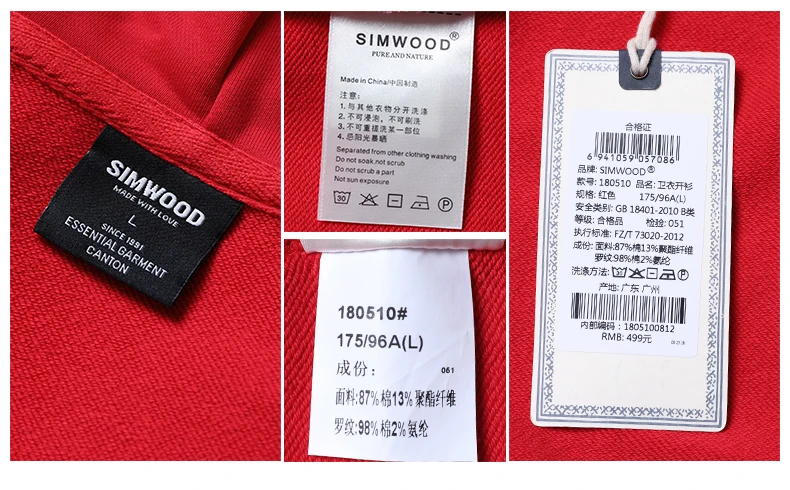 SIMWOOD
MADE WITH LOVE
L
SINCE 1991
ESSENTIAL GARMENT
CANTON
SIMWOOD®
PURE AND NATURE
Made in China/中国制造
注意:
1.与其他衣物分开洗涤
2.不可浸泡,不可刷洗
3.不可重搓某一部位
4.忌阳光暴晒
Separated from other washing
Do not soak.not scrub
Do not scrub a part
Not sun exposure
30
P
180510#
175/96A(L)
成份:
051
面料:87%棉13%聚酯纤维
罗纹:98%棉2%氨纶
合格证
6 941059 057086
品牌: SIMWOOD®
款号: 180510 品名: 卫衣开衫
规格: 红色 175/96A(L)
安全类别: GB 18401-2010 B类
等级: 合格品 检验: 051
执行标准: FZ/T 73020-2012
成份: 面料:87%棉13%聚酯纤维
罗纹:98%棉2%氨纶
洗涤方法: 30 P
产地: 广东 广州
内部编码: 1805100812
RMB: 499元